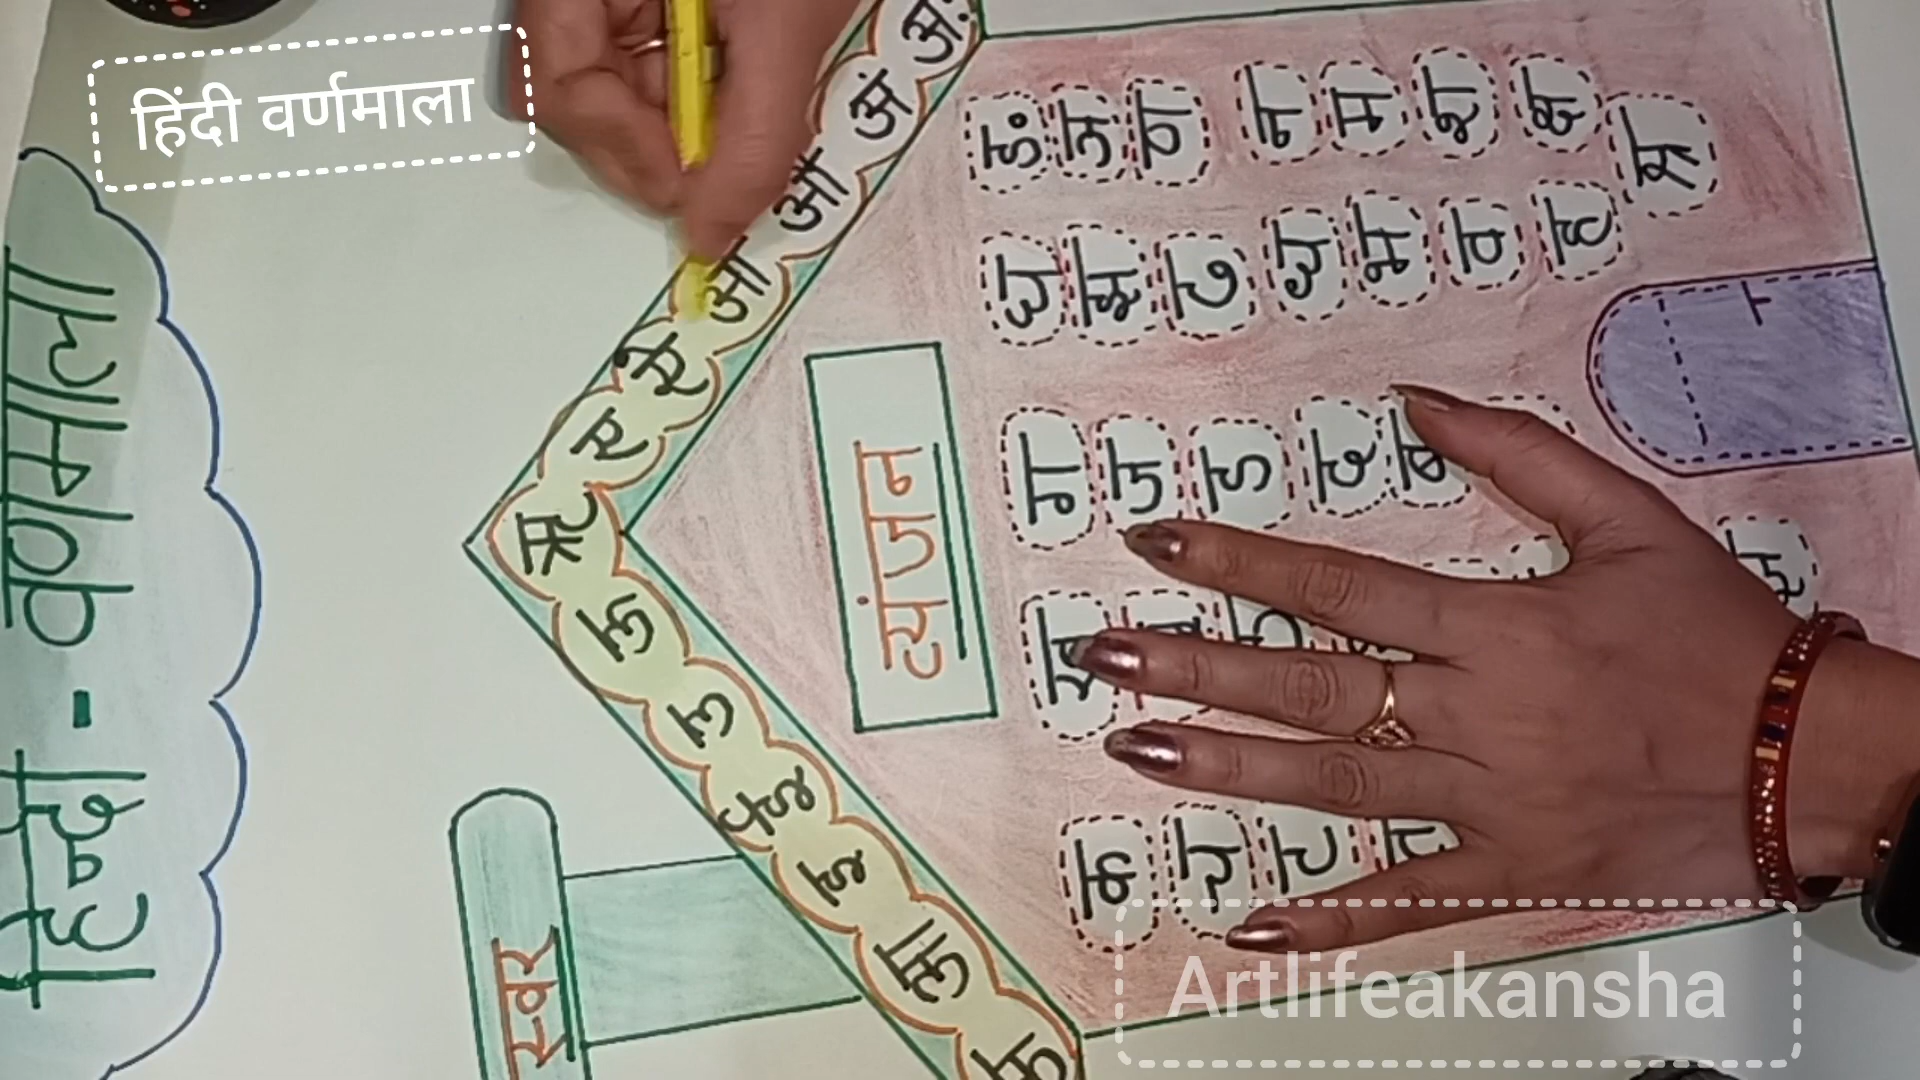 हिंदी वर्णमाला
हिन्दी - वर्णमाला
स्वर
अ आ इ ई उ ऊ ऋ ए ऐ ओ औ अं अः
व्यंजन
क ख ग घ ङ
च ज झ ञ
ट ड ढ ण
त द ध न
ब भ म
व श
ह क्ष
श्र
Artlifeakansha